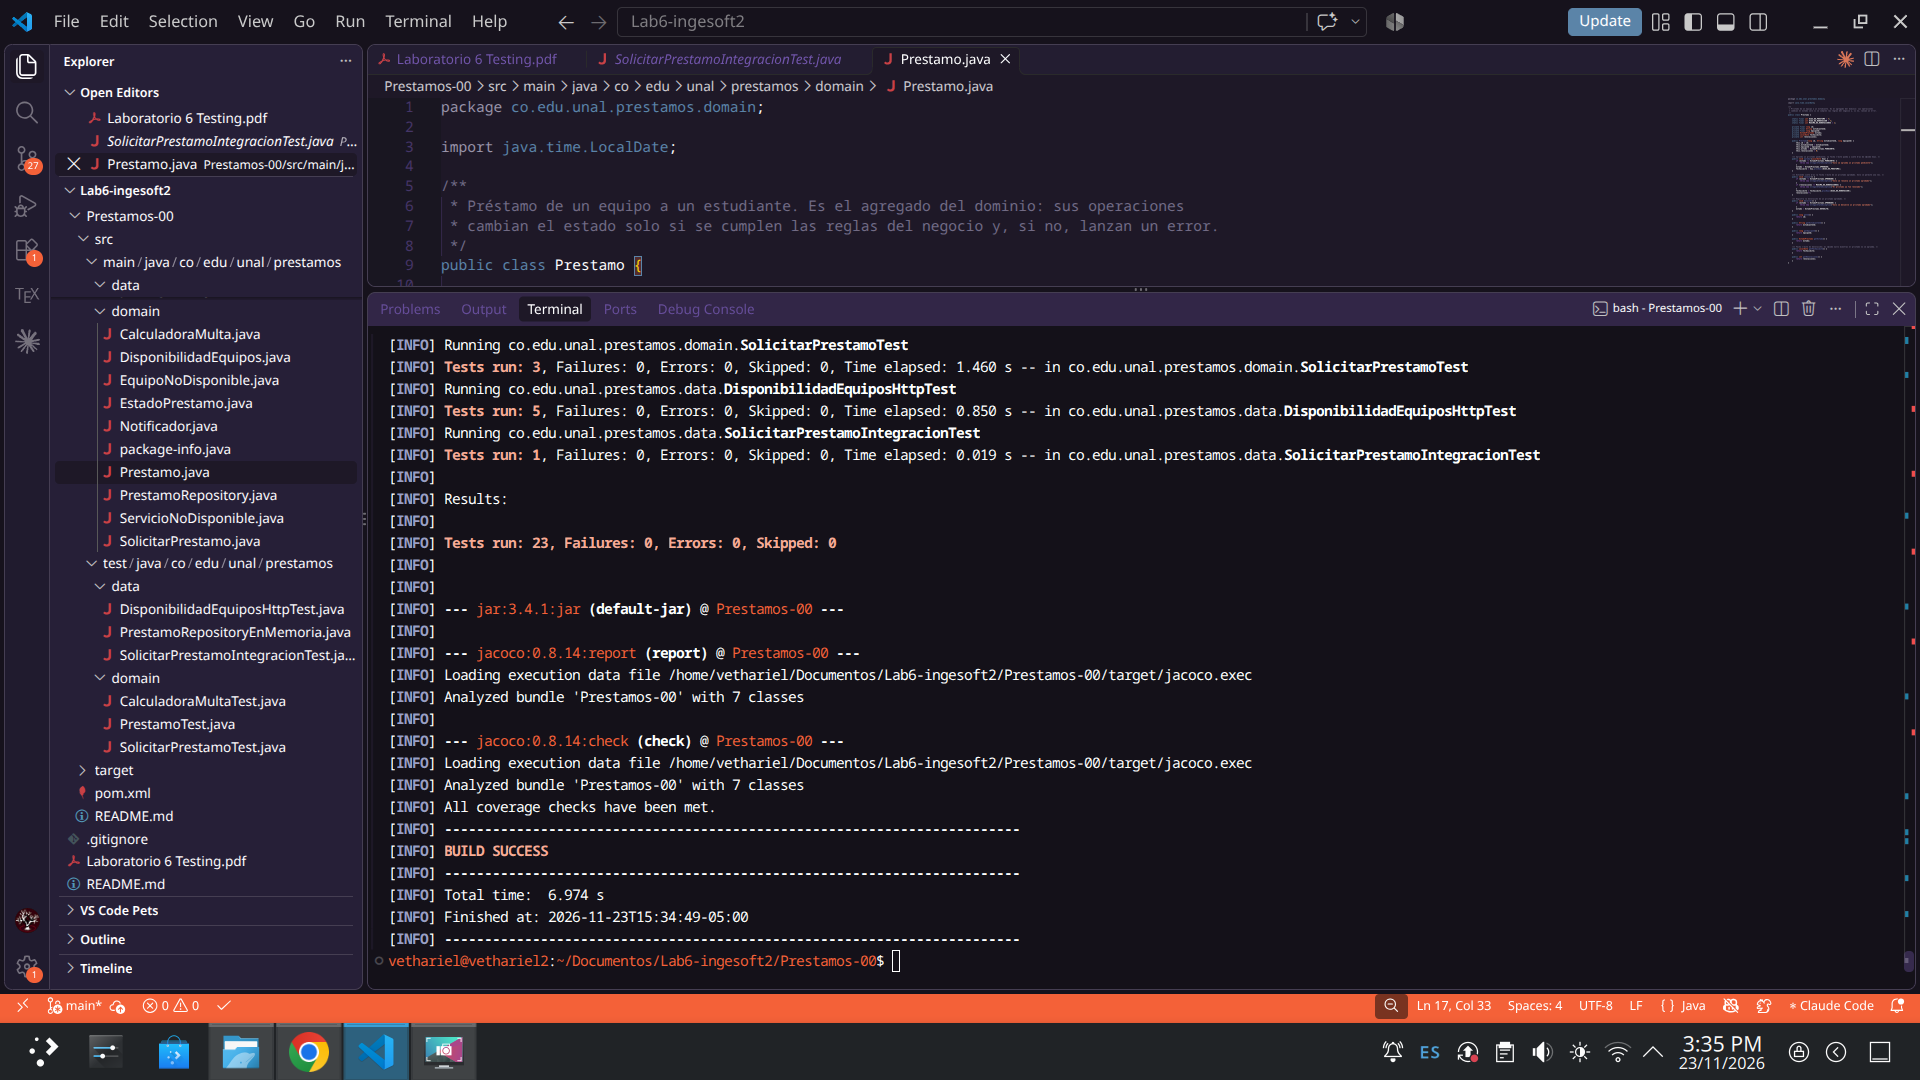 File Edit Selection View Go Run Terminal Help
Lab6-ingesoft2
Update
Explorer
Open Editors
Laboratorio 6 Testing.pdf
SolicitarPrestamoIntegracionTest.java P...
Prestamo.java Prestamos-00/src/main/j...
Lab6-ingesoft2
Prestamos-00
src
main/java/co/edu/unal/prestamos
data
domain
CalculadoraMulta.java
DisponibilidadEquipos.java
EquipoNoDisponible.java
EstadoPrestamo.java
Notificador.java
package-info.java
Prestamo.java
PrestamoRepository.java
ServicioNoDisponible.java
SolicitarPrestamo.java
test/java/co/edu/unal/prestamos
data
DisponibilidadEquiposHttpTest.java
PrestamoRepositoryEnMemoria.java
SolicitarPrestamoIntegracionTest.ja...
domain
CalculadoraMultaTest.java
PrestamoTest.java
SolicitarPrestamoTest.java
target
pom.xml
README.md
.gitignore
Laboratorio 6 Testing.pdf
README.md
VS Code Pets
Outline
Timeline
27
1
TEX
1
Laboratorio 6 Testing.pdf SolicitarPrestamoIntegracionTest.java Prestamo.java
Prestamos-00 > src > main > java > co > edu > unal > prestamos > domain > Prestamo.java
1 package co.edu.unal.prestamos.domain;
2
3 import java.time.LocalDate;
4
5 /**
6 * Préstamo de un equipo a un estudiante. Es el agregado del dominio: sus operaciones
7 * cambian el estado solo si se cumplen las reglas del negocio y, si no, lanzan un error.
8 */
9 public class Prestamo {
10
Problems Output Terminal Ports Debug Console
bash - Prestamos-00
[INFO] Running co.edu.unal.prestamos.domain.SolicitarPrestamoTest
[INFO] Tests run: 3, Failures: 0, Errors: 0, Skipped: 0, Time elapsed: 1.460 s -- in co.edu.unal.prestamos.domain.SolicitarPrestamoTest
[INFO] Running co.edu.unal.prestamos.data.DisponibilidadEquiposHttpTest
[INFO] Tests run: 5, Failures: 0, Errors: 0, Skipped: 0, Time elapsed: 0.850 s -- in co.edu.unal.prestamos.data.DisponibilidadEquiposHttpTest
[INFO] Running co.edu.unal.prestamos.data.SolicitarPrestamoIntegracionTest
[INFO] Tests run: 1, Failures: 0, Errors: 0, Skipped: 0, Time elapsed: 0.019 s -- in co.edu.unal.prestamos.data.SolicitarPrestamoIntegracionTest
[INFO]
[INFO] Results:
[INFO]
[INFO] Tests run: 23, Failures: 0, Errors: 0, Skipped: 0
[INFO]
[INFO]
[INFO] --- jar:3.4.1:jar (default-jar) @ Prestamos-00 ---
[INFO]
[INFO] --- jacoco:0.8.14:report (report) @ Prestamos-00 ---
[INFO] Loading execution data file /home/vethariel/Documentos/Lab6-ingesoft2/Prestamos-00/target/jacoco.exec
[INFO] Analyzed bundle 'Prestamos-00' with 7 classes
[INFO]
[INFO] --- jacoco:0.8.14:check (check) @ Prestamos-00 ---
[INFO] Loading execution data file /home/vethariel/Documentos/Lab6-ingesoft2/Prestamos-00/target/jacoco.exec
[INFO] Analyzed bundle 'Prestamos-00' with 7 classes
[INFO] All coverage checks have been met.
[INFO] ------------------------------------------------------------------------
[INFO] BUILD SUCCESS
[INFO] ------------------------------------------------------------------------
[INFO] Total time:  6.974 s
[INFO] Finished at: 2026-11-23T15:34:49-05:00
[INFO] ------------------------------------------------------------------------
vethariel@vethariel2:~/Documentos/Lab6-ingesoft2/Prestamos-00$
main* 0 0 Ln 17, Col 33 Spaces: 4 UTF-8 LF { } Java Claude Code
ES 3:35 PM
23/11/2026